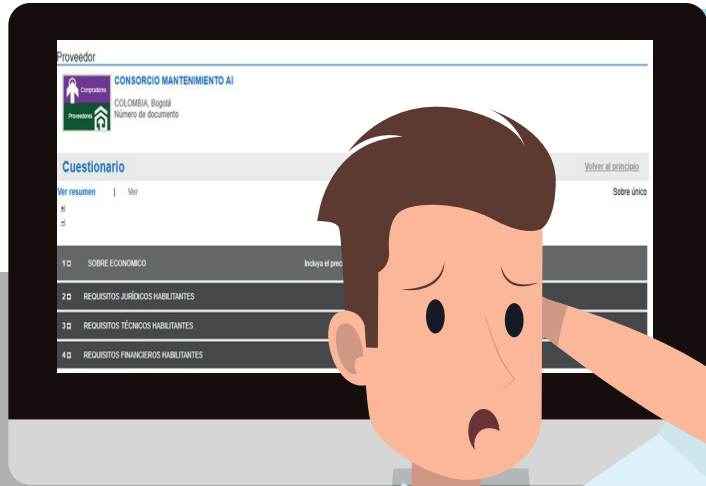 Proveedor
Compradores
Proveedores
CONSORCIO MANTENIMIENTO AI
COLOMBIA, Bogotá
Número de documento
Cuestionario
Volver al principio
Ver resumen | Ver
Sobre único
1 SOBRE ECONOMICO Incluya el
2 REQUISITOS JURÍDICOS HABILITANTES
3 REQUISITOS TÉCNICOS HABILITANTES
4 REQUISITOS FINANCIEROS HABILITANTES